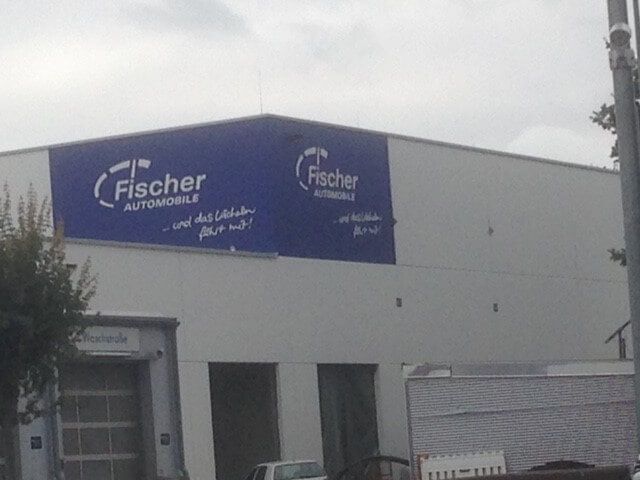 Fischer
AUTOMOBILE
...und das Lächeln
fährt mit!
Fischer
AUTOMOBILE
...und das Lächeln
fährt mit!
Waschstraße